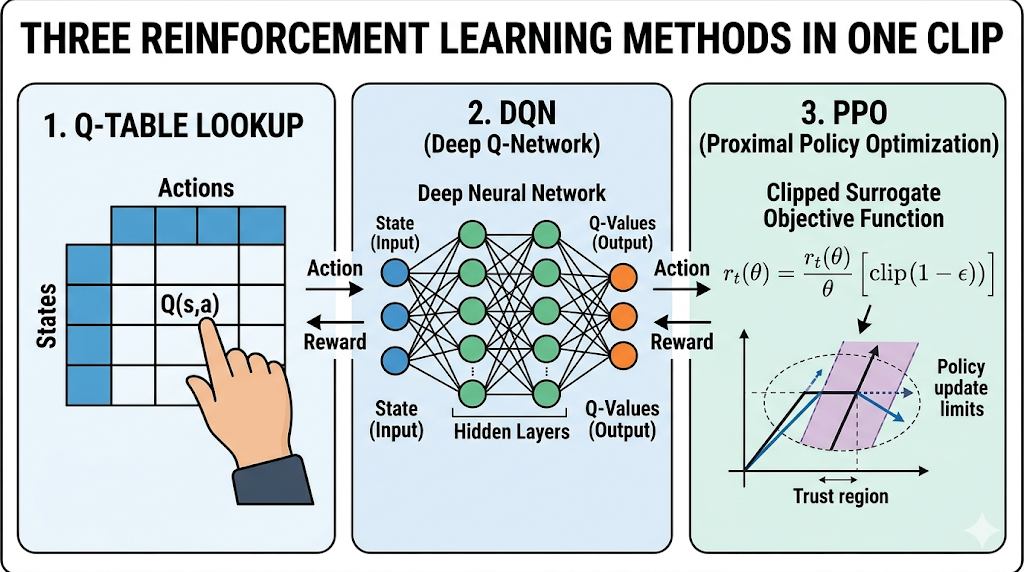 THREE REINFORCEMENT LEARNING METHODS IN ONE CLIP
1. Q-TABLE LOOKUP
Actions
States
Q(s,a)
Action
Reward
2. DQN
(Deep Q-Network)
Deep Neural Network
State
(Input)
Q-Values
(Output)
State
(Input)
Hidden Layers
Q-Values
(Output)
Action
Reward
3. PPO
(Proximal Policy Optimization)
Clipped Surrogate
Objective Function
r_t(θ) = r_t(θ)/θ [clip(1 − ϵ))]
Policy
update
limits
Trust region